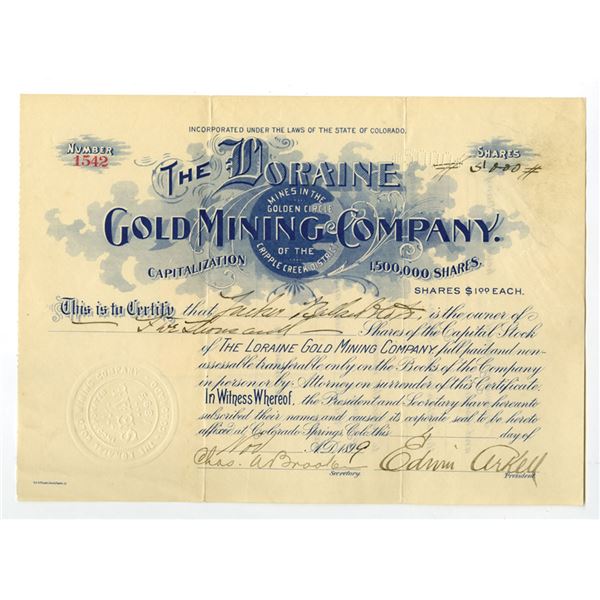 INCORPORATED UNDER THE LAWS OF THE STATE OF COLORADO.
NUMBER
1542
SHARES
5000
THE LORAINE
MINES IN THE
GOLDEN CIRCLE
OF THE
CRIPPLE CREEK DISTRICT
GOLD MINING COMPANY.
CAPITALIZATION
1,500,000 SHARES.
SHARES $1.00 EACH.
This is to Certify that is the owner of
Five Thousand Shares of the Capital Stock
of THE LORAINE GOLD MINING COMPANY, full paid and non-
assessable transferable only on the Books of the Company
in person or by Attorney on surrender of this Certificate.
In Witness Whereof, the President and Secretary have hereunto
subscribed their names and caused its corporate seal to be hereto
affixed at Colorado Springs Colo. this day of
Nov A.D. 1899
Chas. A. Secretary.
Edwin Arkell President